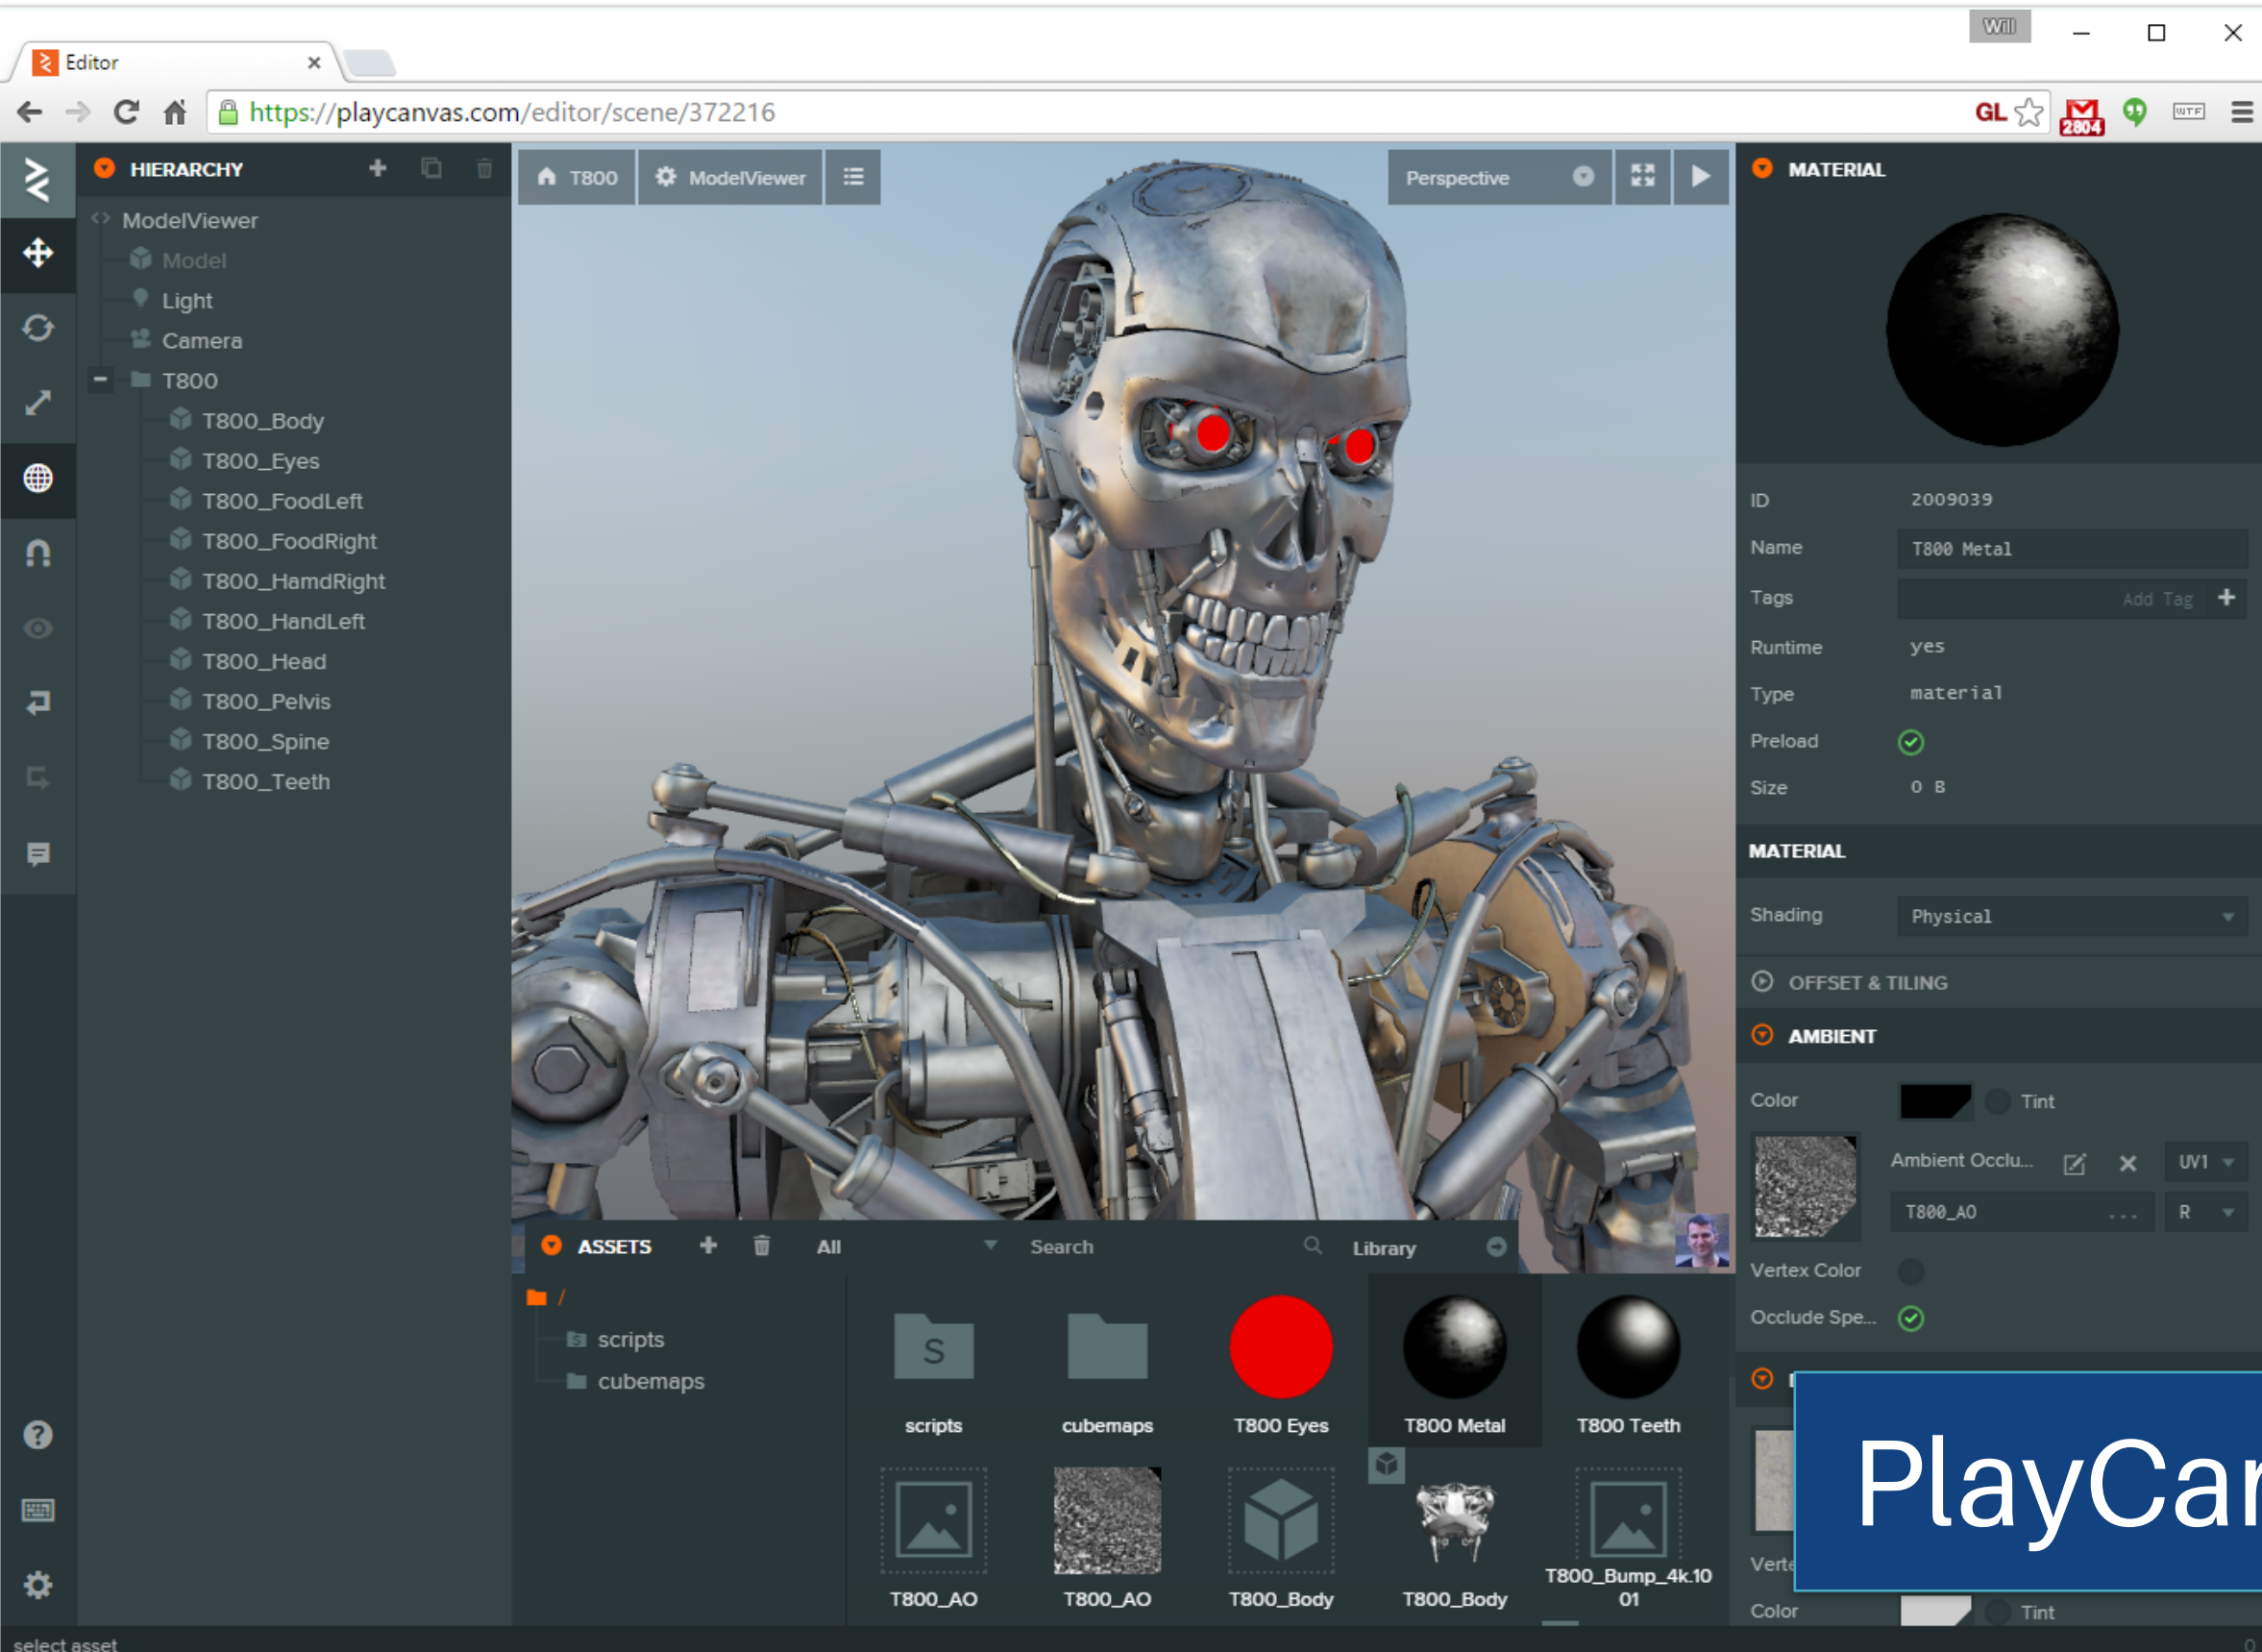 Will
Editor
https://playcanvas.com/editor/scene/372216
GL
2804
WTF
HIERARCHY
ModelViewer
Model
Light
Camera
T800
T800_Body
T800_Eyes
T800_FoodLeft
T800_FoodRight
T800_HamdRight
T800_HandLeft
T800_Head
T800_Pelvis
T800_Spine
T800_Teeth
T800
ModelViewer
Perspective
ASSETS
All
Search
Library
/
scripts
cubemaps
scripts
cubemaps
T800 Eyes
T800 Metal
T800 Teeth
T800_AO
T800_AO
T800_Body
T800_Body
T800_Bump_4k.10
01
MATERIAL
ID 2009039
Name T800 Metal
Tags Add Tag
Runtime yes
Type material
Preload
Size 0 B
MATERIAL
Shading Physical
OFFSET & TILING
AMBIENT
Color Tint
Ambient Occlu... UV1
T800_AO ... R
Vertex Color
Occlude Spe...
PlayCan
Verte
Color Tint
select asset
0